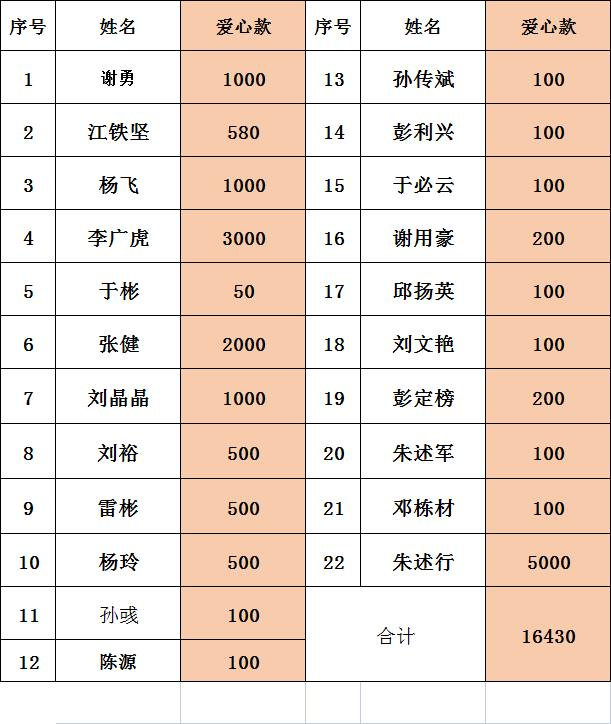 序号 姓名 爱心款 序号 姓名 爱心款
1 谢勇 1000 13 孙传斌 100
2 江铁坚 580 14 彭利兴 100
3 杨飞 1000 15 于必云 100
4 李广虎 3000 16 谢用豪 200
5 于彬 50 17 邱扬英 100
6 张健 2000 18 刘文艳 100
7 刘晶晶 1000 19 彭定榜 200
8 刘裕 500 20 朱述军 100
9 雷彬 500 21 邓栋材 100
10 杨玲 500 22 朱述行 5000
11 孙彧 100 合计 16430
12 陈源 100